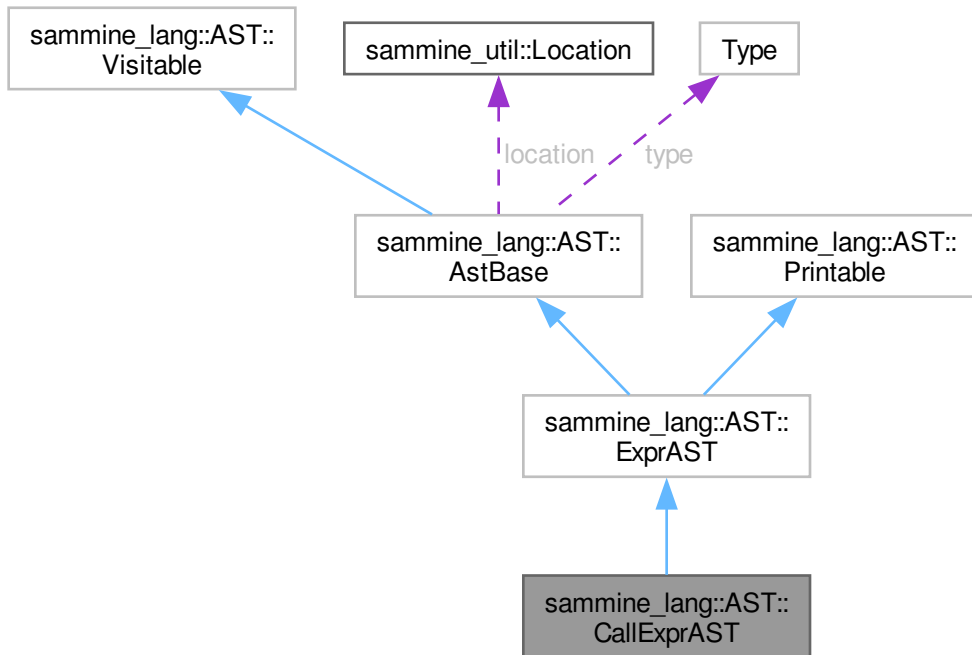 sammine_lang::AST::
Visitable
sammine_util::Location
Type
location
type
sammine_lang::AST::
AstBase
sammine_lang::AST::
Printable
sammine_lang::AST::
ExprAST
sammine_lang::AST::
CallExprAST